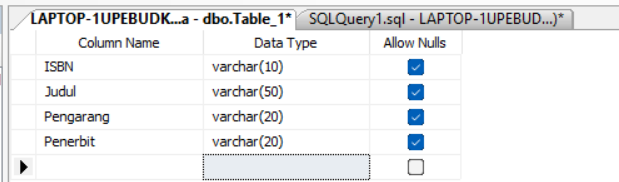 LAPTOP-1UPEBUDK...a - dbo.Table_1* SQLQuery1.sql - LAPTOP-1UPEBUD...)*
Column Name Data Type Allow Nulls
ISBN varchar(10)
Judul varchar(50)
Pengarang varchar(20)
Penerbit varchar(20)